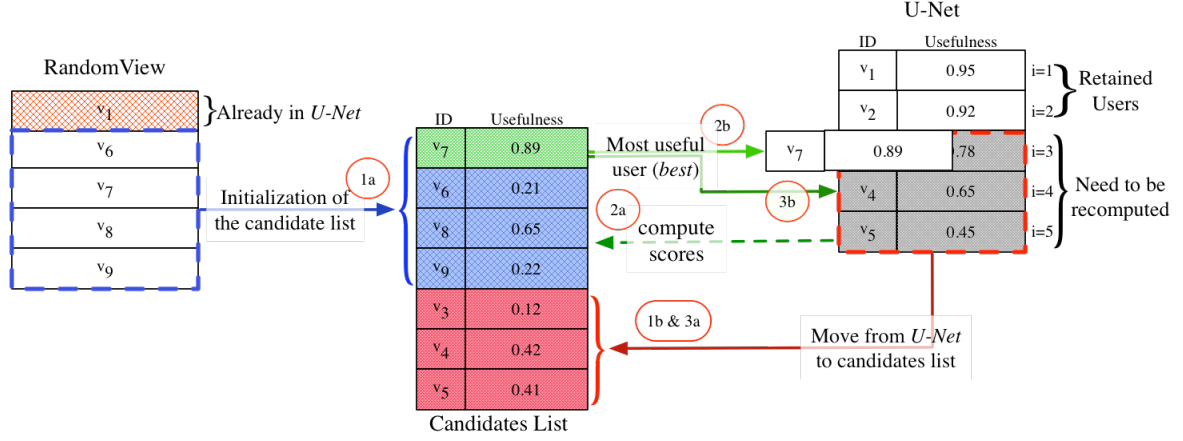 U-Net
RandomView
v1
Already in U-Net
v6
v7
v8
v9
1a
Initialization of
the candidate list
ID Usefulness
v7 0.89
v6 0.21
v8 0.65
v9 0.22
v3 0.12
v4 0.42
v5 0.41
Candidates List
Most useful
user (best)
2b
3b
2a
compute
scores
1b & 3a
Move from U-Net
to candidates list
ID Usefulness
v1 0.95 i=1
v2 0.92 i=2
v7 0.89 .78 i=3
v4 0.65 i=4
v5 0.45 i=5
Retained
Users
Need to be
recomputed